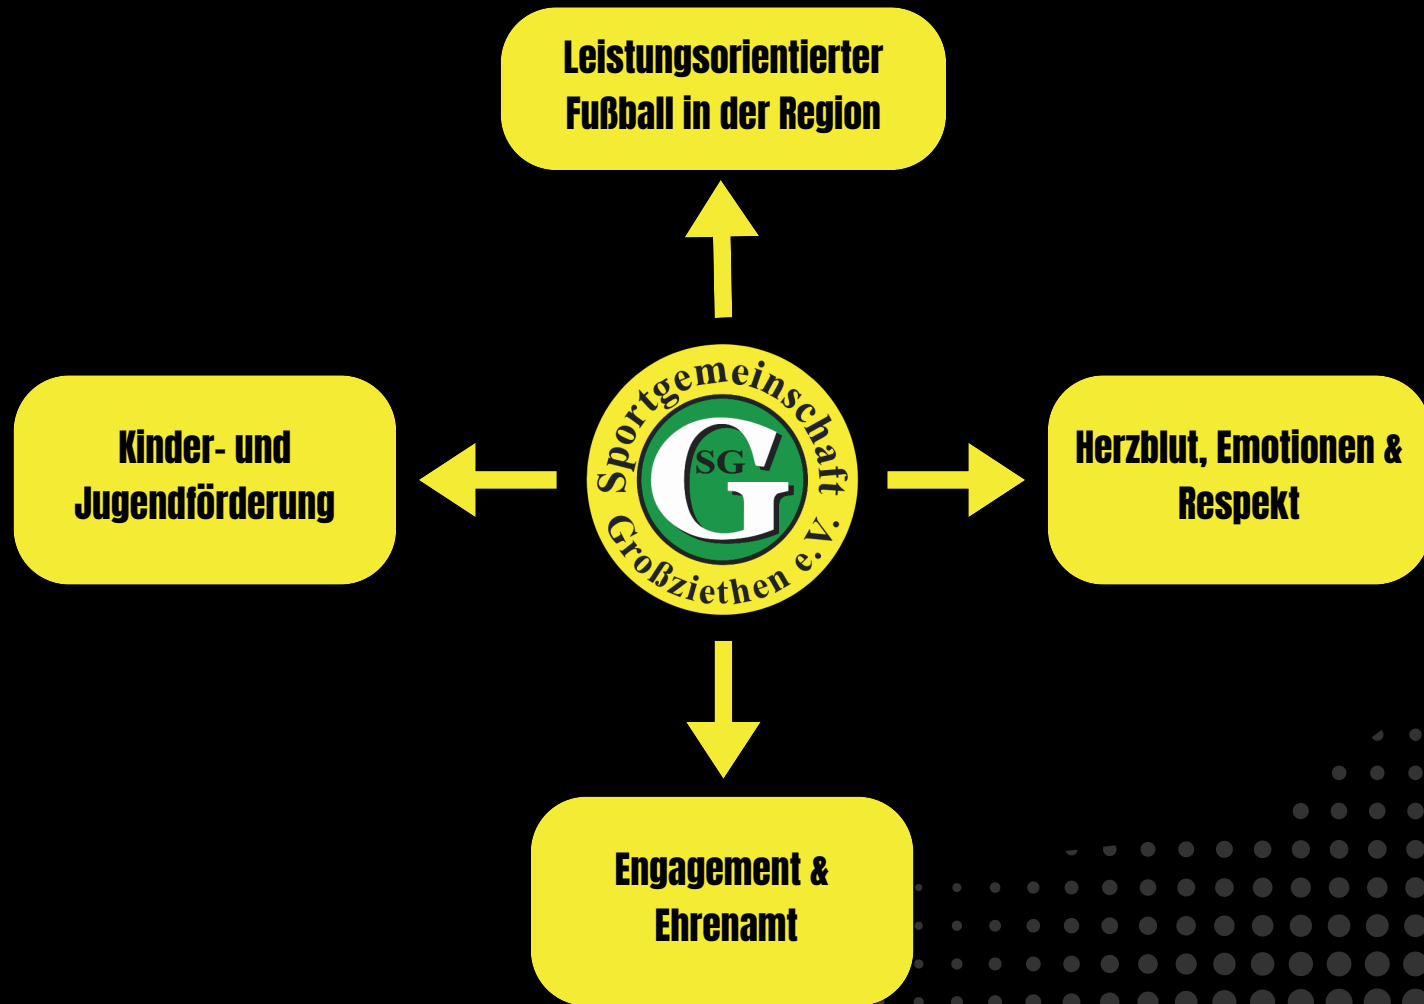 Leistungsorientierter
Fußball in der Region
Kinder- und
Jugendförderung
Sportgemeinschaft
SG
G
Großziethen e.V.
Herzblut, Emotionen &
Respekt
Engagement &
Ehrenamt